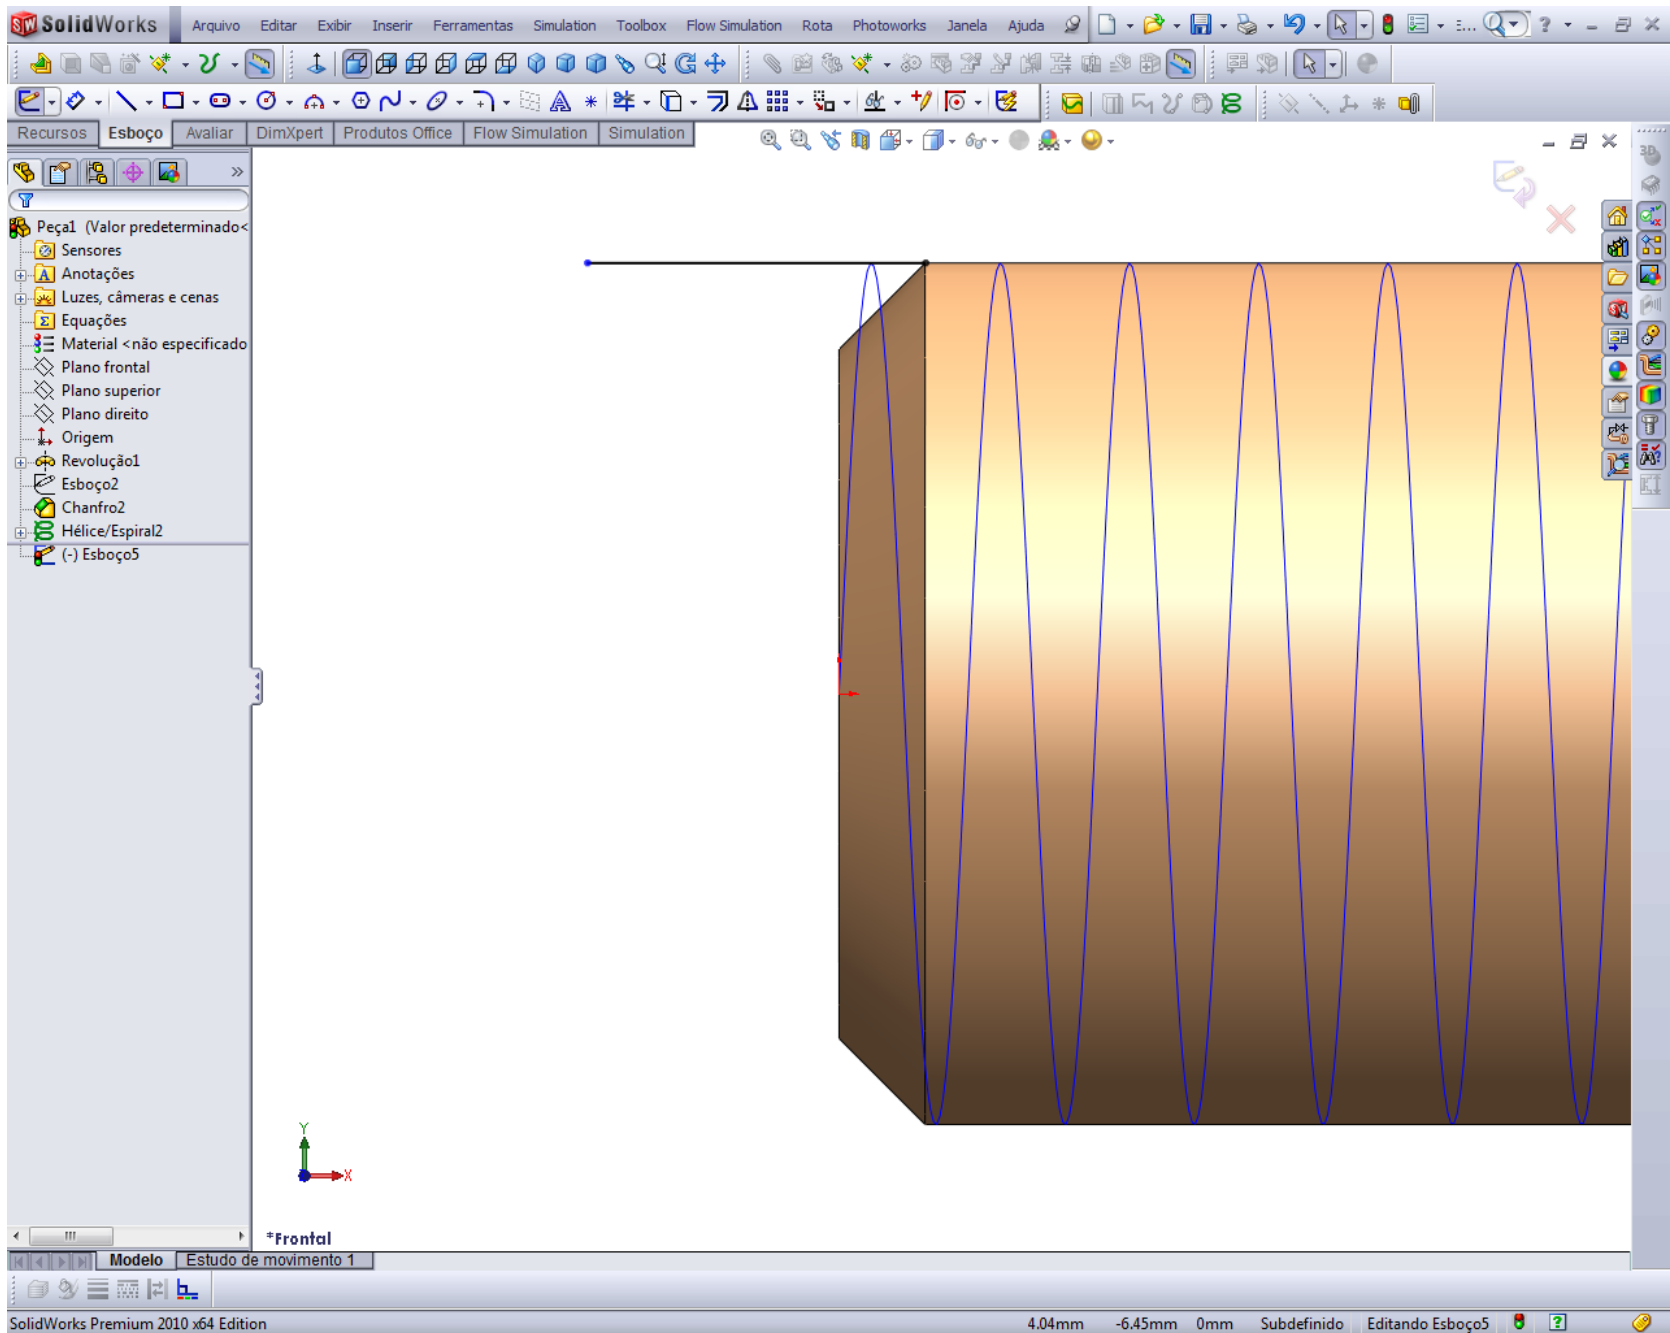 SolidWorks Arquivo Editar Exibir Inserir Ferramentas Simulation Toolbox Flow Simulation Rota Photoworks Janela Ajuda
Recursos Esboço Avaliar DimXpert Produtos Office Flow Simulation Simulation
Peça1 (Valor predeterminado<
Sensores
Anotações
Luzes, câmeras e cenas
Equações
Material <não especificado
Plano frontal
Plano superior
Plano direito
Origem
Revolução1
Esboço2
Chanfro2
Hélice/Espiral2
(-) Esboço5
Y
X
*Frontal
Modelo Estudo de movimento 1
SolidWorks Premium 2010 x64 Edition 4.04mm -6.45mm 0mm Subdefinido Editando Esboço5